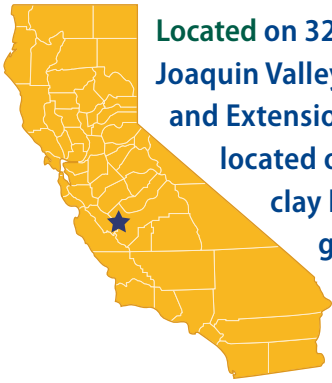 Located on 32
Joaquin Valley
and Extensio
located o
clay l
g